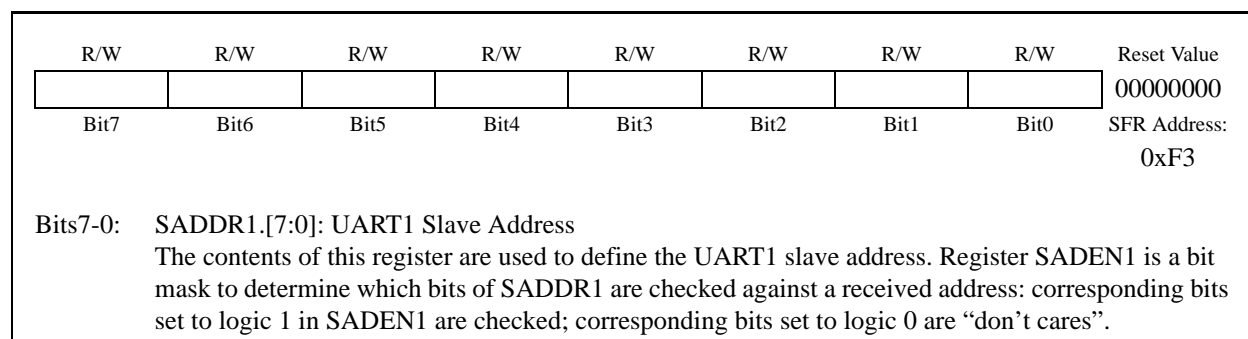 R/W R/W R/W R/W R/W R/W R/W R/W Reset Value
00000000
Bit7 Bit6 Bit5 Bit4 Bit3 Bit2 Bit1 Bit0 SFR Address:
0xF3
Bits7-0: SADDR1.[7:0]: UART1 Slave Address
The contents of this register are used to define the UART1 slave address. Register SADEN1 is a bit
mask to determine which bits of SADDR1 are checked against a received address: corresponding bits
set to logic 1 in SADEN1 are checked; corresponding bits set to logic 0 are “don’t cares”.